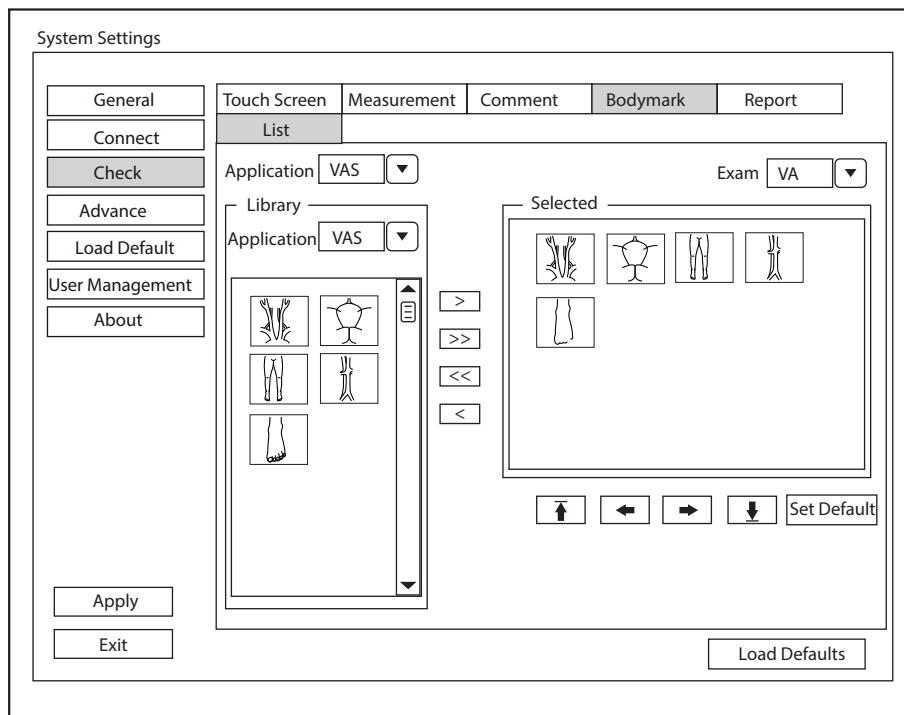 System Settings
General
Connect
Check
Advance
Load Default
User Management
About
Touch Screen Measurement Comment Bodymark Report
List
Application VAS
Exam VA
Library
Application VAS
>
>>
<<
<
Selected
Set Default
Apply
Exit
Load Defaults